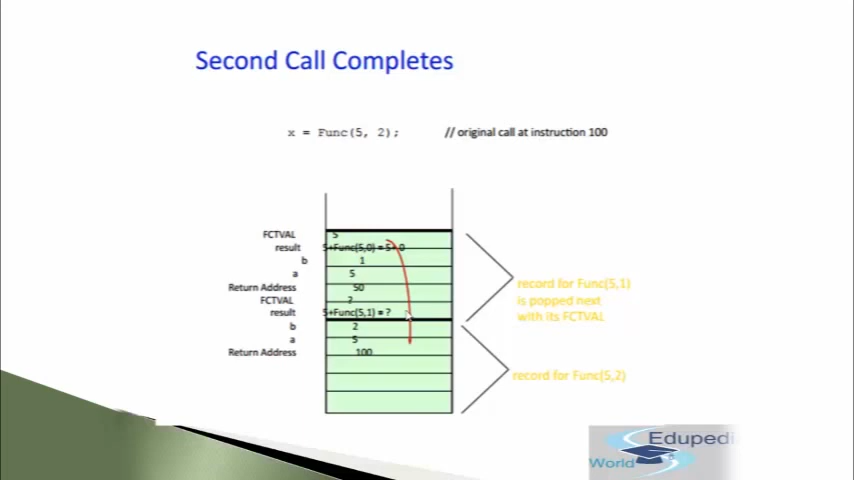 Second Call Completes
x = Func(5, 2); // original call at instruction 100
FCTVAL 5
result 5+Func(5,0) = 5+ 0
b 1
a 5
Return Address 50
FCTVAL ?
result 5+Func(5,1) = ?
b 2
a 5
Return Address 100
record for Func(5,1)
is popped next
with its FCTVAL
record for Func(5,2)
Edupedi
World